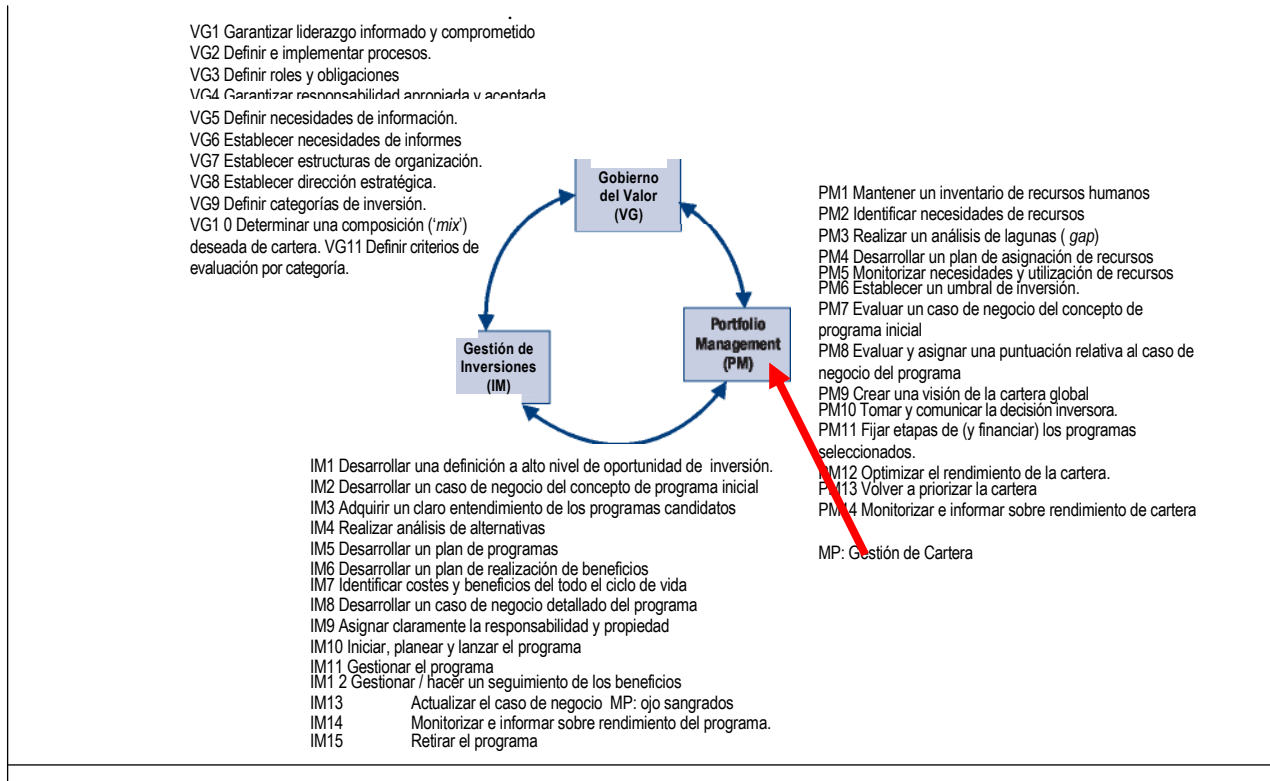 VG1 Garantizar liderazgo informado y comprometido
VG2 Definir e implementar procesos.
VG3 Definir roles y obligaciones
VG4 Garantizar responsabilidad apropiada y aceptada
VG5 Definir necesidades de información.
VG6 Establecer necesidades de informes
VG7 Establecer estructuras de organización.
VG8 Establecer dirección estratégica.
VG9 Definir categorías de inversión.
VG1 0 Determinar una composición (‘mix’)
deseada de cartera. VG11 Definir criterios de
evaluación por categoría.
Gobierno
del Valor
(VG)
PM1 Mantener un inventario de recursos humanos
PM2 Identificar necesidades de recursos
PM3 Realizar un análisis de lagunas ( gap)
PM4 Desarrollar un plan de asignación de recursos
PM5 Monitorizar necesidades y utilización de recursos
PM6 Establecer un umbral de inversión.
PM7 Evaluar un caso de negocio del concepto de
programa inicial
PM8 Evaluar y asignar una puntuación relativa al caso de
negocio del programa
PM9 Crear una visión de la cartera global
PM10 Tomar y comunicar la decisión inversora.
PM11 Fijar etapas de (y financiar) los programas
seleccionados.
PM12 Optimizar el rendimiento de la cartera.
PM13 Volver a priorizar la cartera
PM14 Monitorizar e informar sobre rendimiento de cartera
MP: Gestión de Cartera
Portfolio
Management
(PM)
Gestión de
Inversiones
(IM)
IM1 Desarrollar una definición a alto nivel de oportunidad de inversión.
IM2 Desarrollar un caso de negocio del concepto de programa inicial
IM3 Adquirir un claro entendimiento de los programas candidatos
IM4 Realizar análisis de alternativas
IM5 Desarrollar un plan de programas
IM6 Desarrollar un plan de realización de beneficios
IM7 Identificar costes y beneficios del todo el ciclo de vida
IM8 Desarrollar un caso de negocio detallado del programa
IM9 Asignar claramente la responsabilidad y propiedad
IM10 Iniciar, planear y lanzar el programa
IM11 Gestionar el programa
IM1 2 Gestionar / hacer un seguimiento de los beneficios
IM13 Actualizar el caso de negocio MP: ojo sangrados
IM14 Monitorizar e informar sobre rendimiento del programa.
IM15 Retirar el programa